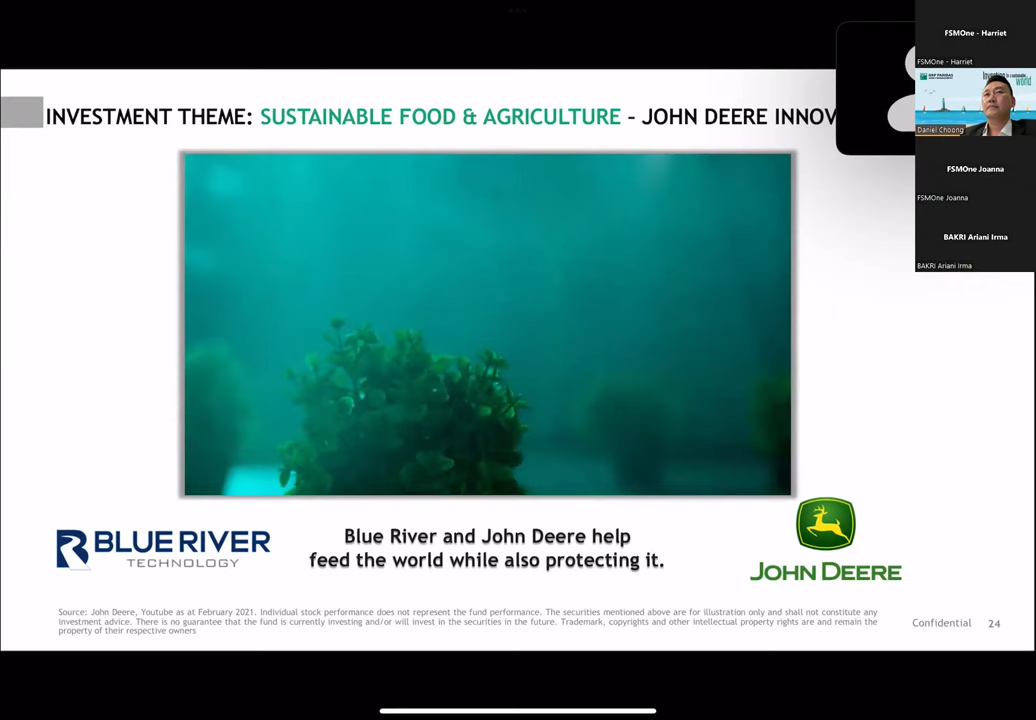 FSMOne - Harriet
FSMOne - Harriet
BNP PARIBAS
world
Daniel Choong
FSMOne Joanna
FSMOne Joanna
BAKRI Ariani Irma
BAKRI Ariani Irma
INVESTMENT THEME: SUSTAINABLE FOOD & AGRICULTURE - JOHN DEERE INNOV
BLUE RIVER
TECHNOLOGY
Blue River and John Deere help
feed the world while also protecting it.
JOHN DEERE
Source: John Deere, Youtube as at February 2021. Individual stock performance does not represent the fund performance. The securities mentioned above are for illustration only and shall not constitute any
investment advice. There is no guarantee that the fund is currently investing and/or will invest in the securities in the future. Trademark, copyrights and other intellectual property rights are and remain the
property of their respective owners
Confidential 24